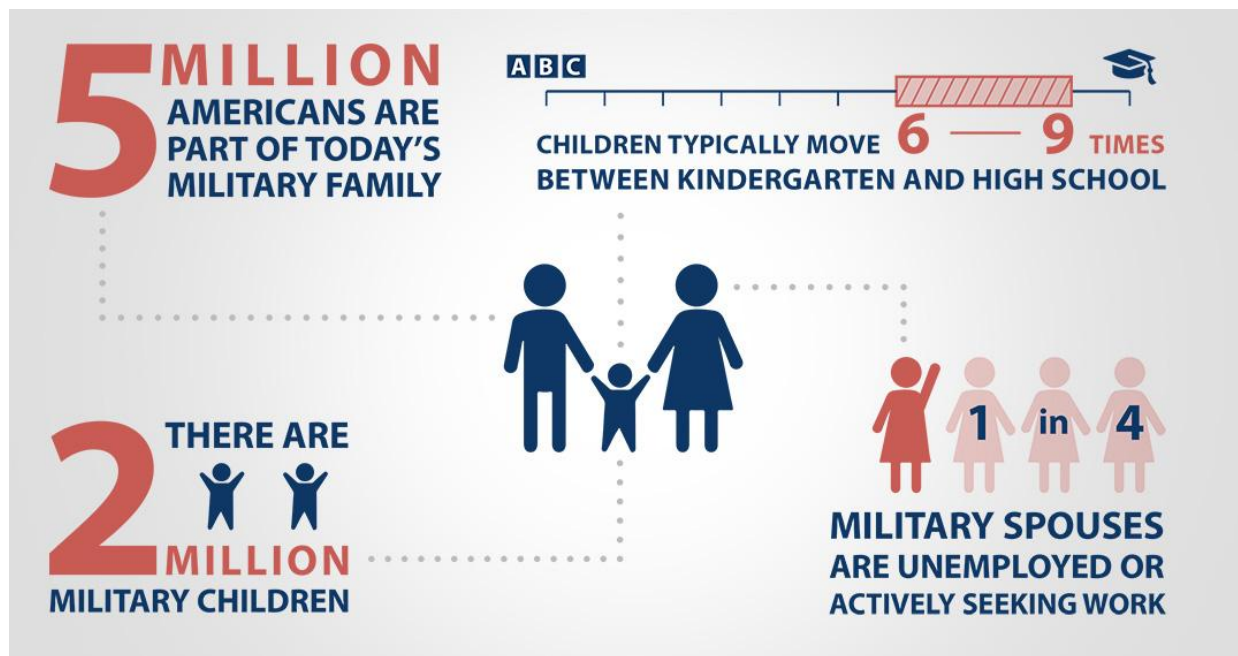 5 MILLION
AMERICANS ARE
PART OF TODAY'S
MILITARY FAMILY
A B C
CHILDREN TYPICALLY MOVE 6 — 9 TIMES
BETWEEN KINDERGARTEN AND HIGH SCHOOL
THERE ARE
2 MILLION
MILITARY CHILDREN
1 in 4
MILITARY SPOUSES
ARE UNEMPLOYED OR
ACTIVELY SEEKING WORK